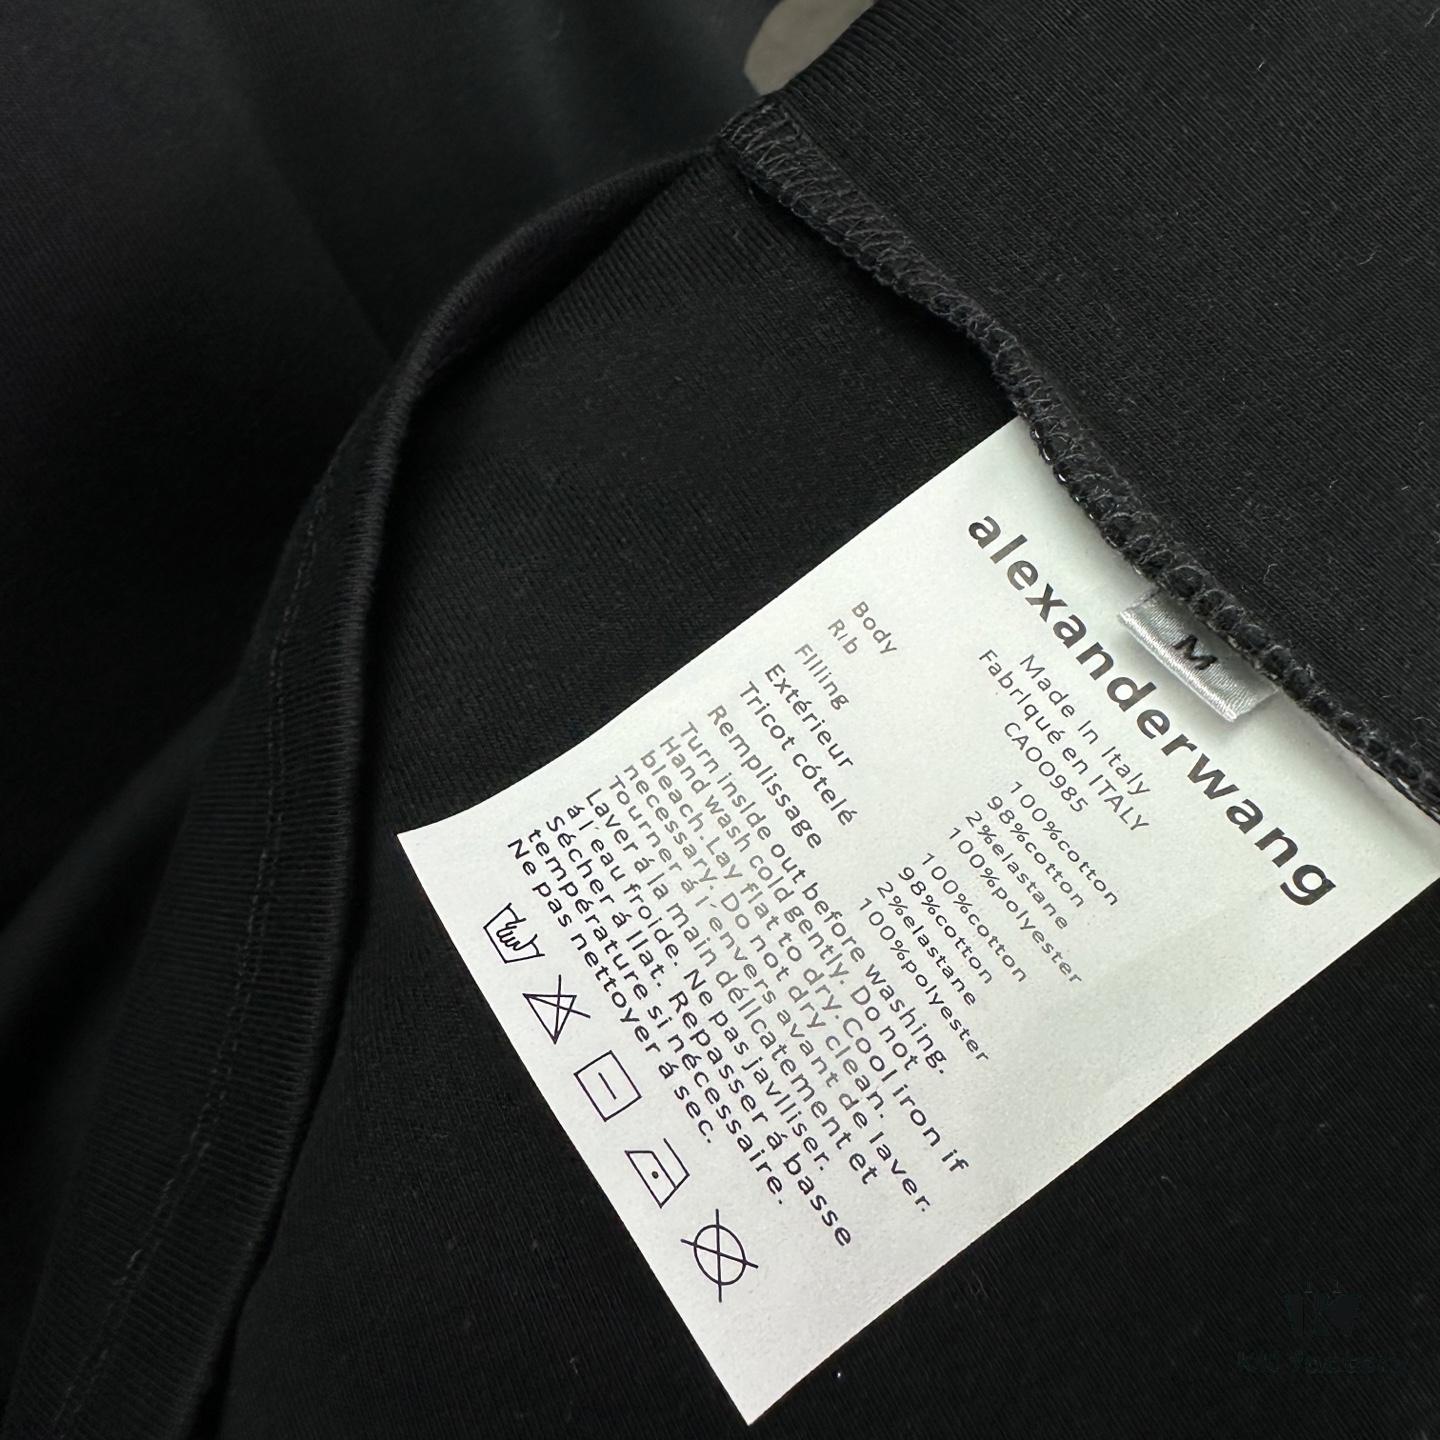 alexanderwang
M
Made In Italy
FabrIqué en ITALY
CAO0985
Body 100%cotton
Rıb 98%cotton
2%elastane
FIlling 100%polyester
Extérieur 100%cotton
Tricot cótelé 98%cotton
2%elastane
Remplissage 100%polyester
Turn insIde out before washing.
Hand wash cold gently. Do not
bleach. Lay flat to dry. Cool iron if
necessary. Do not dry clean.
Tourner á l'envers avant de laver.
Laver á la main délIcatement et
á l'eau froide. Ne pas javIliser.
Sécher á llat. Repasser á basse
température si nécessaire.
Ne pas nettoyer á sec.